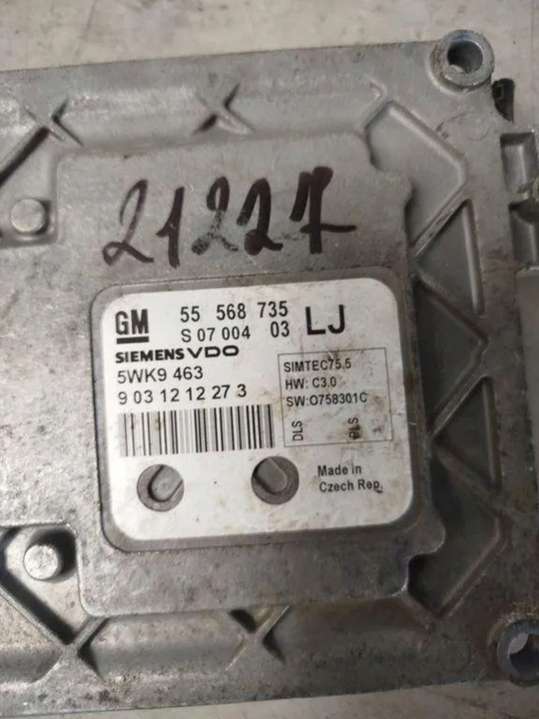 21227
GM 55 568 735
S 07 004 03 LJ
SIEMENS VDO
5WK9 463
9 03 12 12 27 3
SIMTEC75.5
HW: C3.0
SW:O758301C
DLS
Made in
Czech Rep.